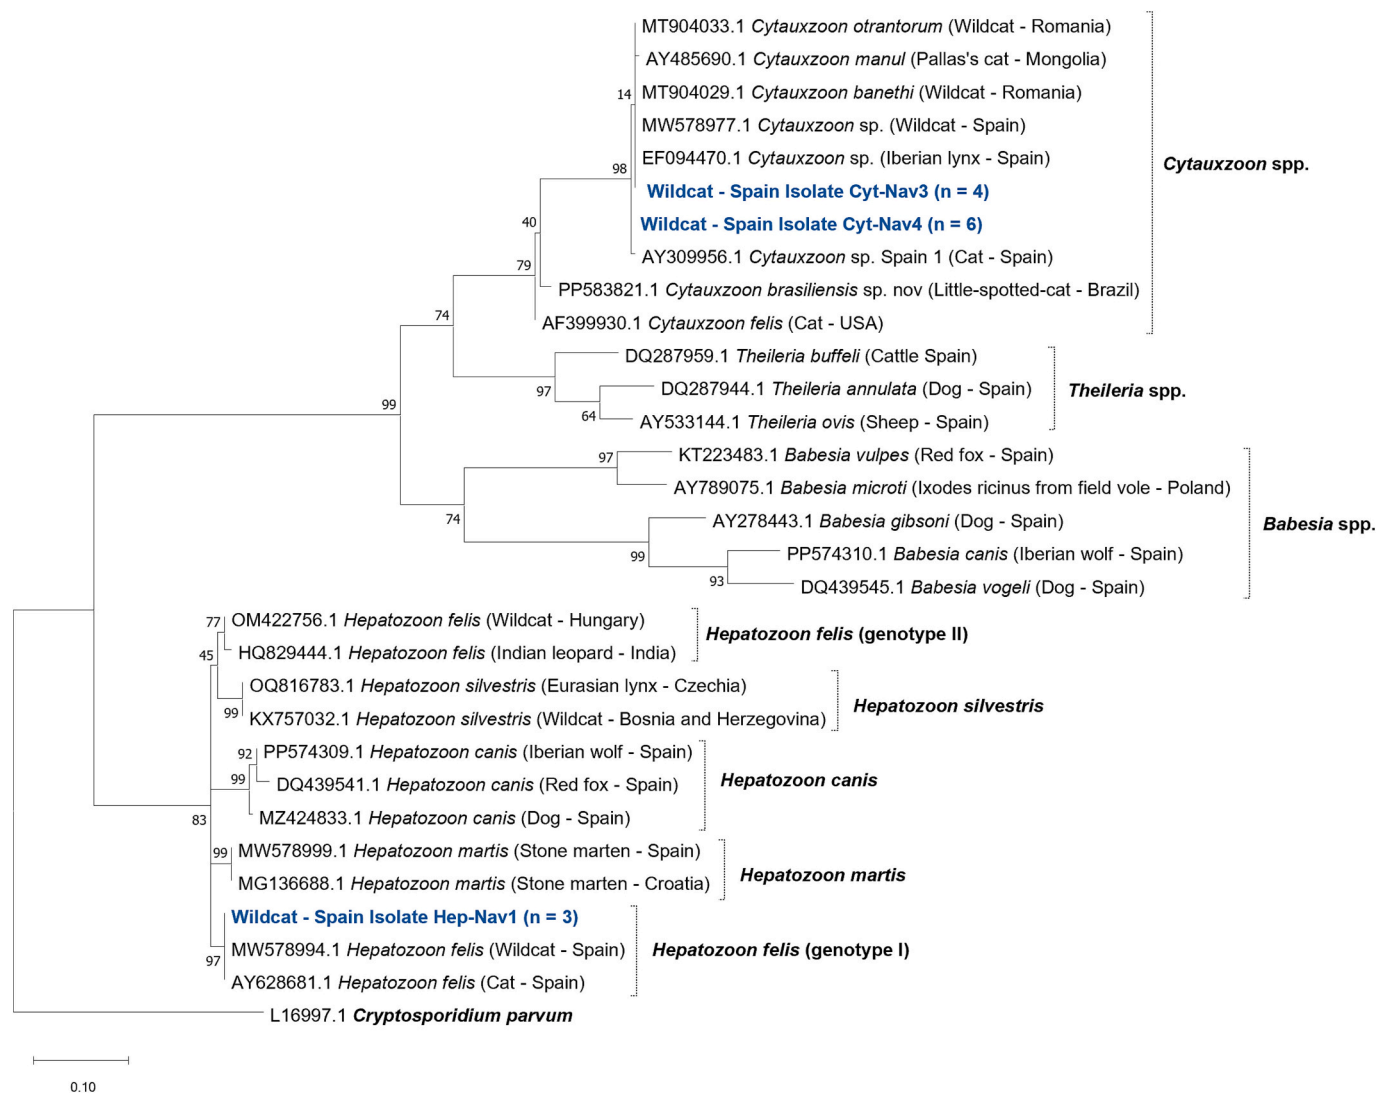 MT904033.1 Cytauxzoon otrantorum (Wildcat - Romania)
AY485690.1 Cytauxzoon manul (Pallas's cat - Mongolia)
14
MT904029.1 Cytauxzoon banethi (Wildcat - Romania)
MW578977.1 Cytauxzoon sp. (Wildcat - Spain)
EF094470.1 Cytauxzoon sp. (Iberian lynx - Spain)
Cytauxzoon spp.
98
Wildcat - Spain Isolate Cyt-Nav3 (n = 4)
40
Wildcat - Spain Isolate Cyt-Nav4 (n = 6)
79
AY309956.1 Cytauxzoon sp. Spain 1 (Cat - Spain)
PP583821.1 Cytauxzoon brasiliensis sp. nov (Little-spotted-cat - Brazil)
74
AF399930.1 Cytauxzoon felis (Cat - USA)
DQ287959.1 Theileria buffeli (Cattle Spain)
97
DQ287944.1 Theileria annulata (Dog - Spain)
Theileria spp.
99
64
AY533144.1 Theileria ovis (Sheep - Spain)
97
KT223483.1 Babesia vulpes (Red fox - Spain)
AY789075.1 Babesia microti (Ixodes ricinus from field vole - Poland)
74
AY278443.1 Babesia gibsoni (Dog - Spain)
Babesia spp.
99
PP574310.1 Babesia canis (Iberian wolf - Spain)
93
DQ439545.1 Babesia vogeli (Dog - Spain)
77
OM422756.1 Hepatozoon felis (Wildcat - Hungary)
Hepatozoon felis (genotype II)
45
HQ829444.1 Hepatozoon felis (Indian leopard - India)
OQ816783.1 Hepatozoon silvestris (Eurasian lynx - Czechia)
Hepatozoon silvestris
99
KX757032.1 Hepatozoon silvestris (Wildcat - Bosnia and Herzegovina)
92
PP574309.1 Hepatozoon canis (Iberian wolf - Spain)
99
DQ439541.1 Hepatozoon canis (Red fox - Spain)
Hepatozoon canis
83
MZ424833.1 Hepatozoon canis (Dog - Spain)
99
MW578999.1 Hepatozoon martis (Stone marten - Spain)
Hepatozoon martis
MG136688.1 Hepatozoon martis (Stone marten - Croatia)
Wildcat - Spain Isolate Hep-Nav1 (n = 3)
97
MW578994.1 Hepatozoon felis (Wildcat - Spain)
Hepatozoon felis (genotype I)
AY628681.1 Hepatozoon felis (Cat - Spain)
L16997.1 Cryptosporidium parvum
0.10